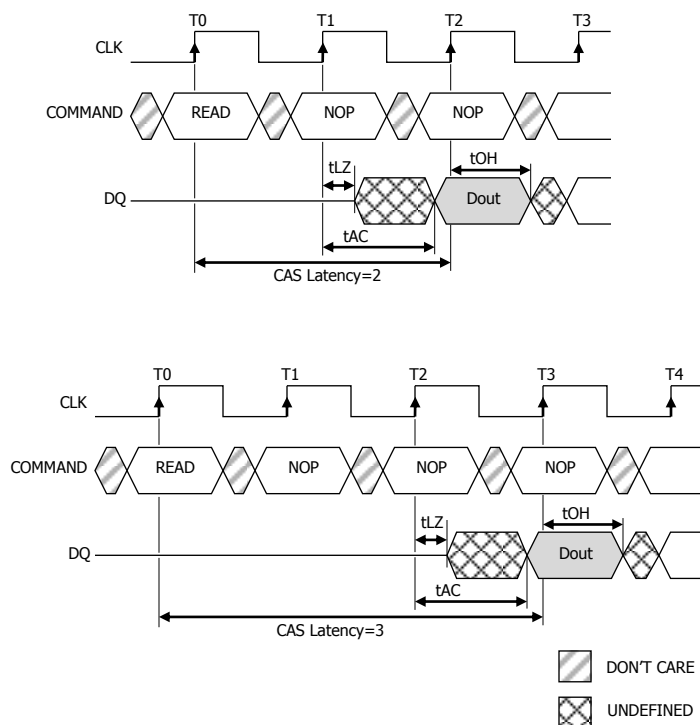 T0 T1 T2 T3
CLK
COMMAND READ NOP NOP
tLZ tOH
DQ Dout
tAC
CAS Latency=2
T0 T1 T2 T3 T4
CLK
COMMAND READ NOP NOP NOP
tLZ tOH
DQ Dout
tAC
CAS Latency=3
DON'T CARE
UNDEFINED